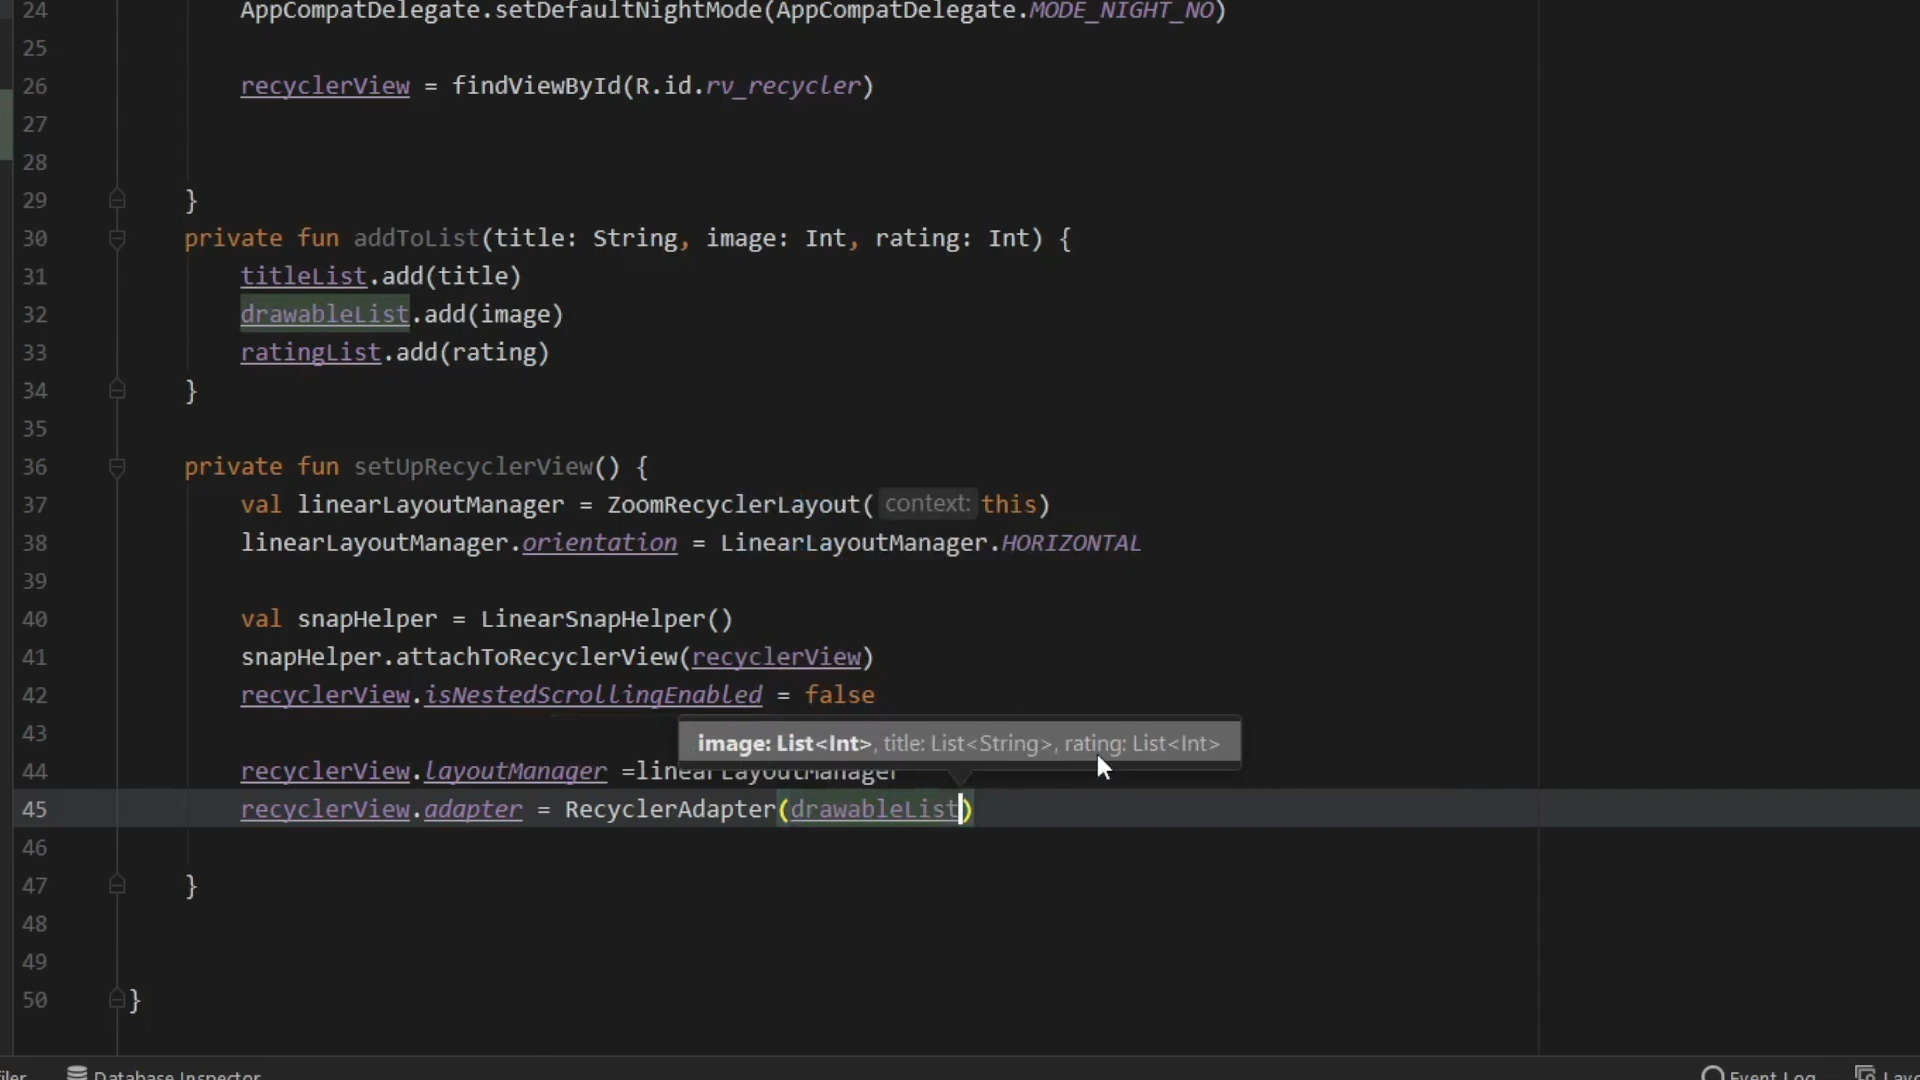 24 AppCompatDelegate.setDefaultNightMode(AppCompatDelegate.MODE_NIGHT_NO)
25
26 recyclerView = findViewById(R.id.rv_recycler)
27
28
29 }
30 private fun addToList(title: String, image: Int, rating: Int) {
31 titleList.add(title)
32 drawableList.add(image)
33 ratingList.add(rating)
34 }
35
36 private fun setUpRecyclerView() {
37 val linearLayoutManager = ZoomRecyclerLayout( context: this)
38 linearLayoutManager.orientation = LinearLayoutManager.HORIZONTAL
39
40 val snapHelper = LinearSnapHelper()
41 snapHelper.attachToRecyclerView(recyclerView)
42 recyclerView.isNestedScrollingEnabled = false
43
image: List<Int>, title: List<String>, rating: List<Int>
44 recyclerView.layoutManager =linearLayoutManager
45 recyclerView.adapter = RecyclerAdapter(drawableList)
46
47 }
48
49
50 }
Database Inspector
Event Log